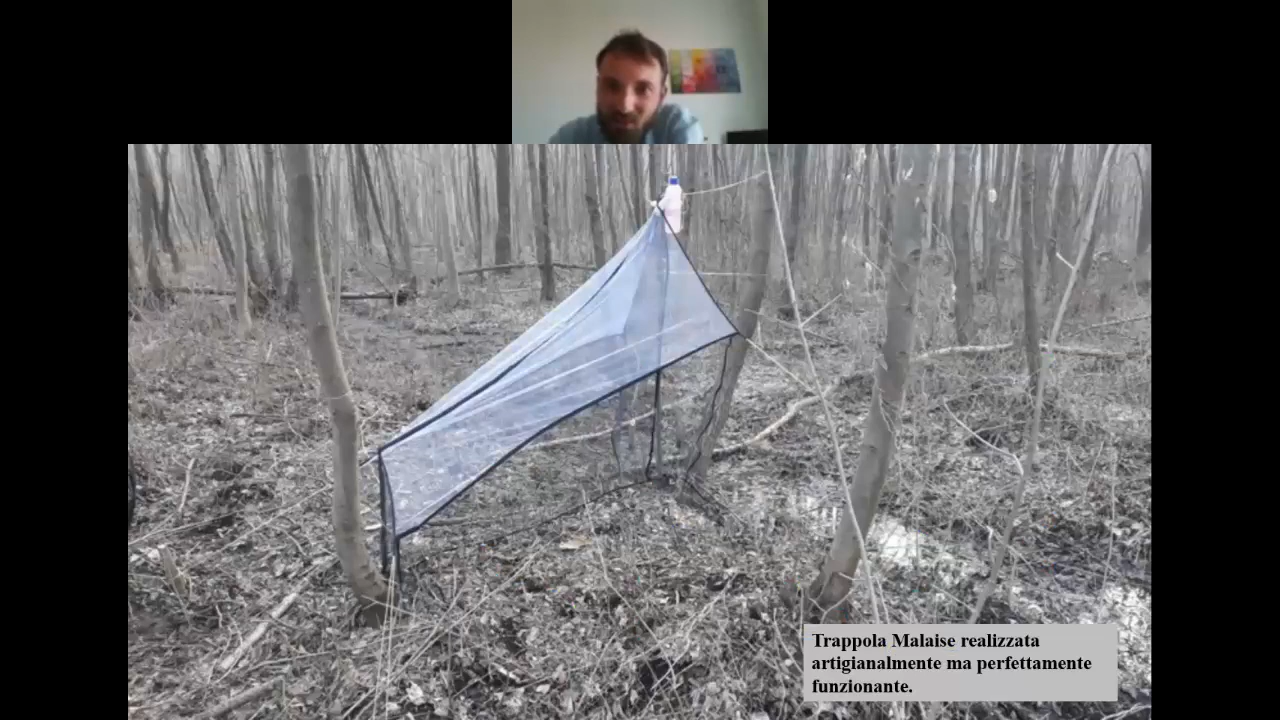 Trappola Malaise realizzata
artigianalmente ma perfettamente
funzionante.